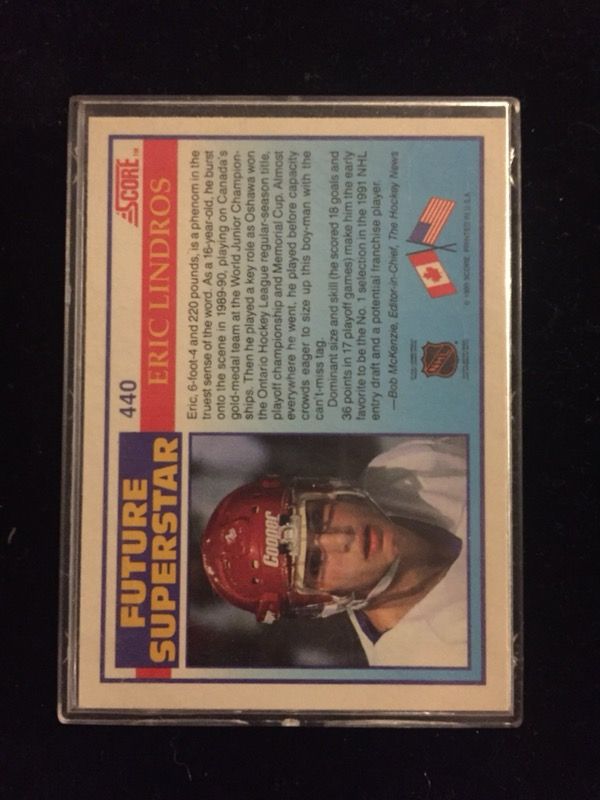 FUTURE
SUPERSTAR
440
SCORE™
ERIC LINDROS
Cooper
Eric, 6-foot-4 and 220 pounds, is a phenom in the
truest sense of the word. As a 16-year-old, he burst
onto the scene in 1989-90, playing on Canada's
gold-medal team at the World Junior Champion-
ships. Then he played a key role as Oshawa won
the Ontario Hockey League regular-season title,
playoff championship and Memorial Cup. Almost
everywhere he went, he played before capacity
crowds eager to size up this boy-man with the
can't-miss tag.
Dominant size and skill (he scored 18 goals and
36 points in 17 playoff games) make him the early
favorite to be the No. 1 selection in the 1991 NHL
entry draft and a potential franchise player.
—Bob McKenzie, Editor-in-Chief, The Hockey News
NHL
© 1990 SCORE, PRINTED IN U.S.A.